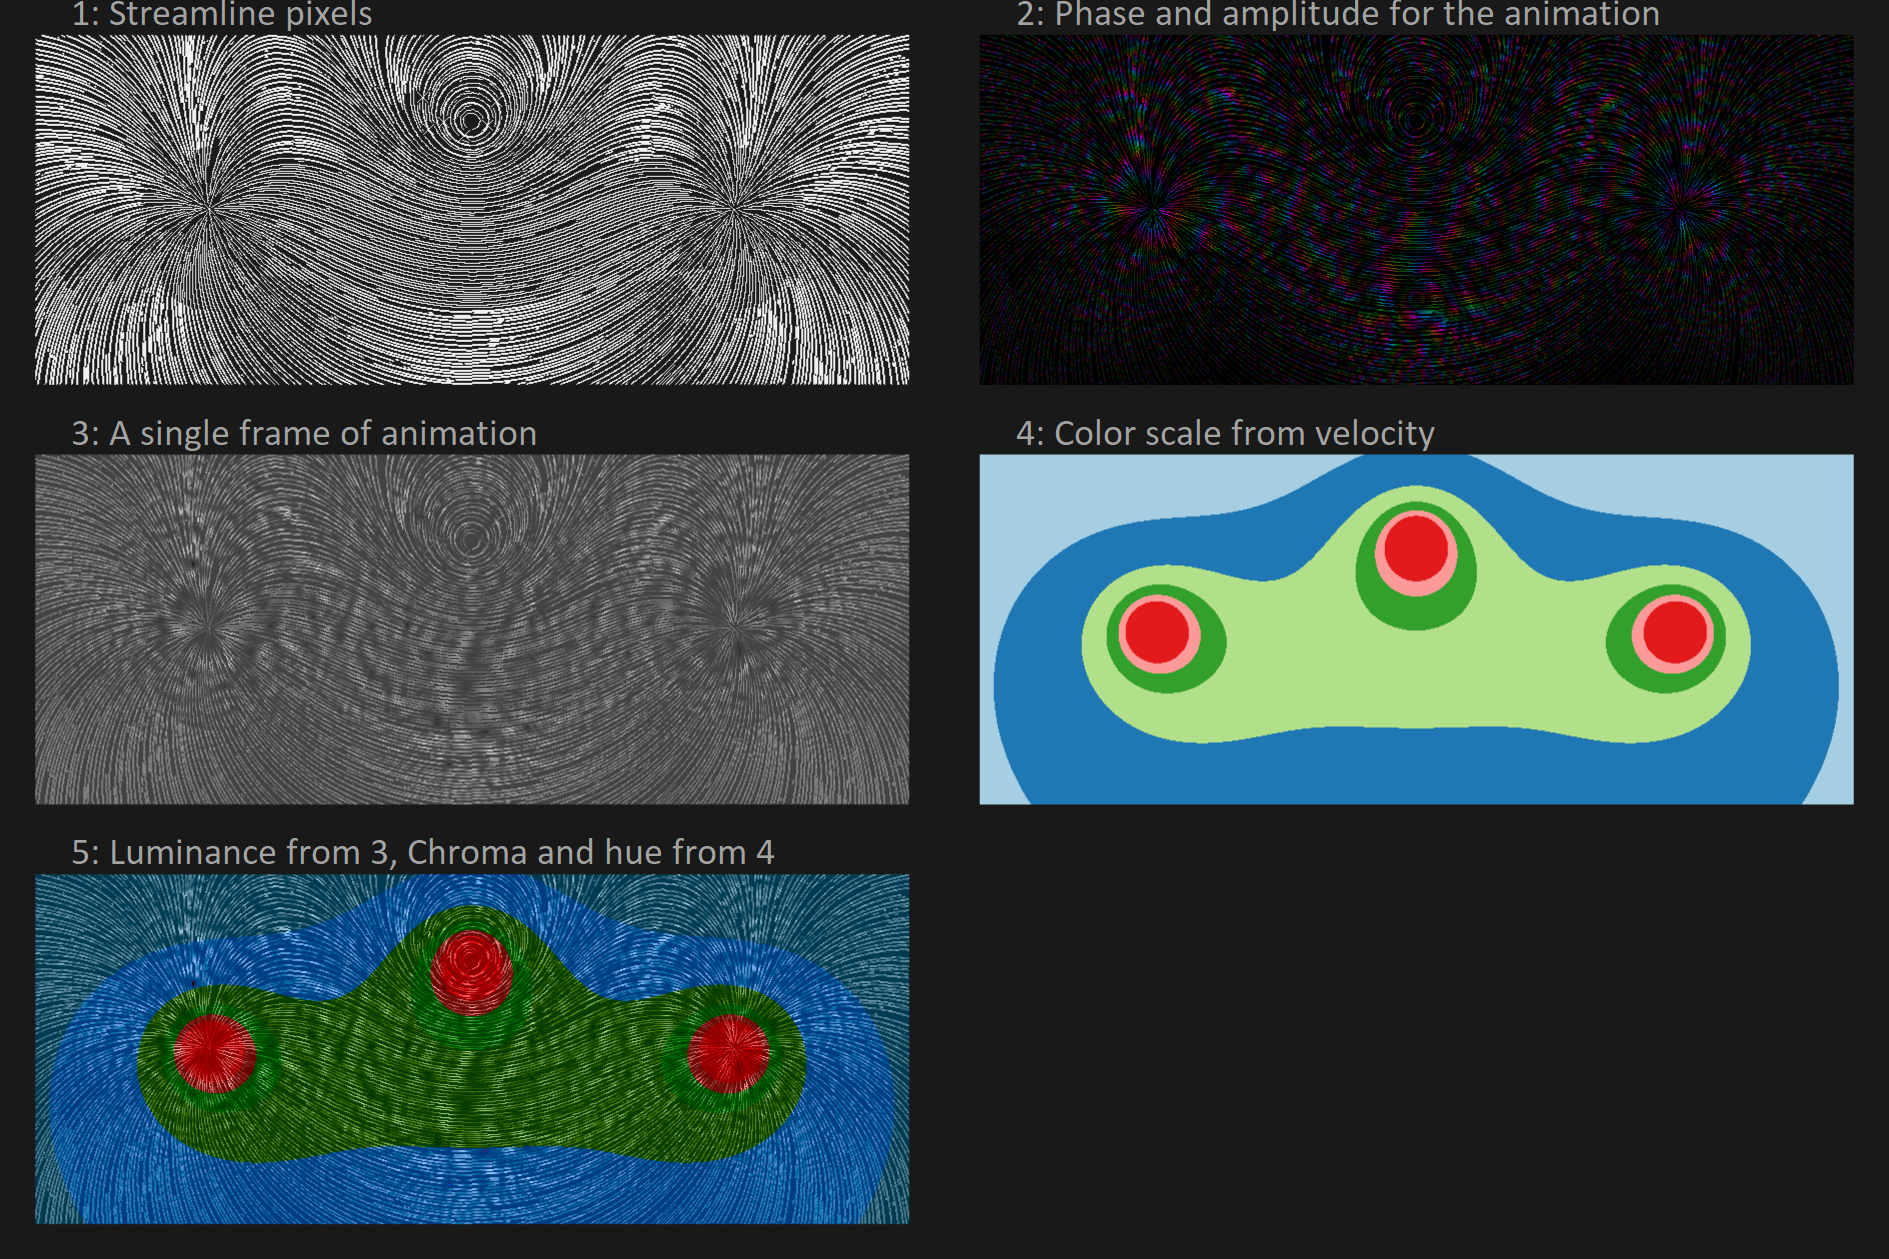 1: Streamline pixels
2: Phase and amplitude for the animation
3: A single frame of animation
4: Color scale from velocity
5: Luminance from 3, Chroma and hue from 4